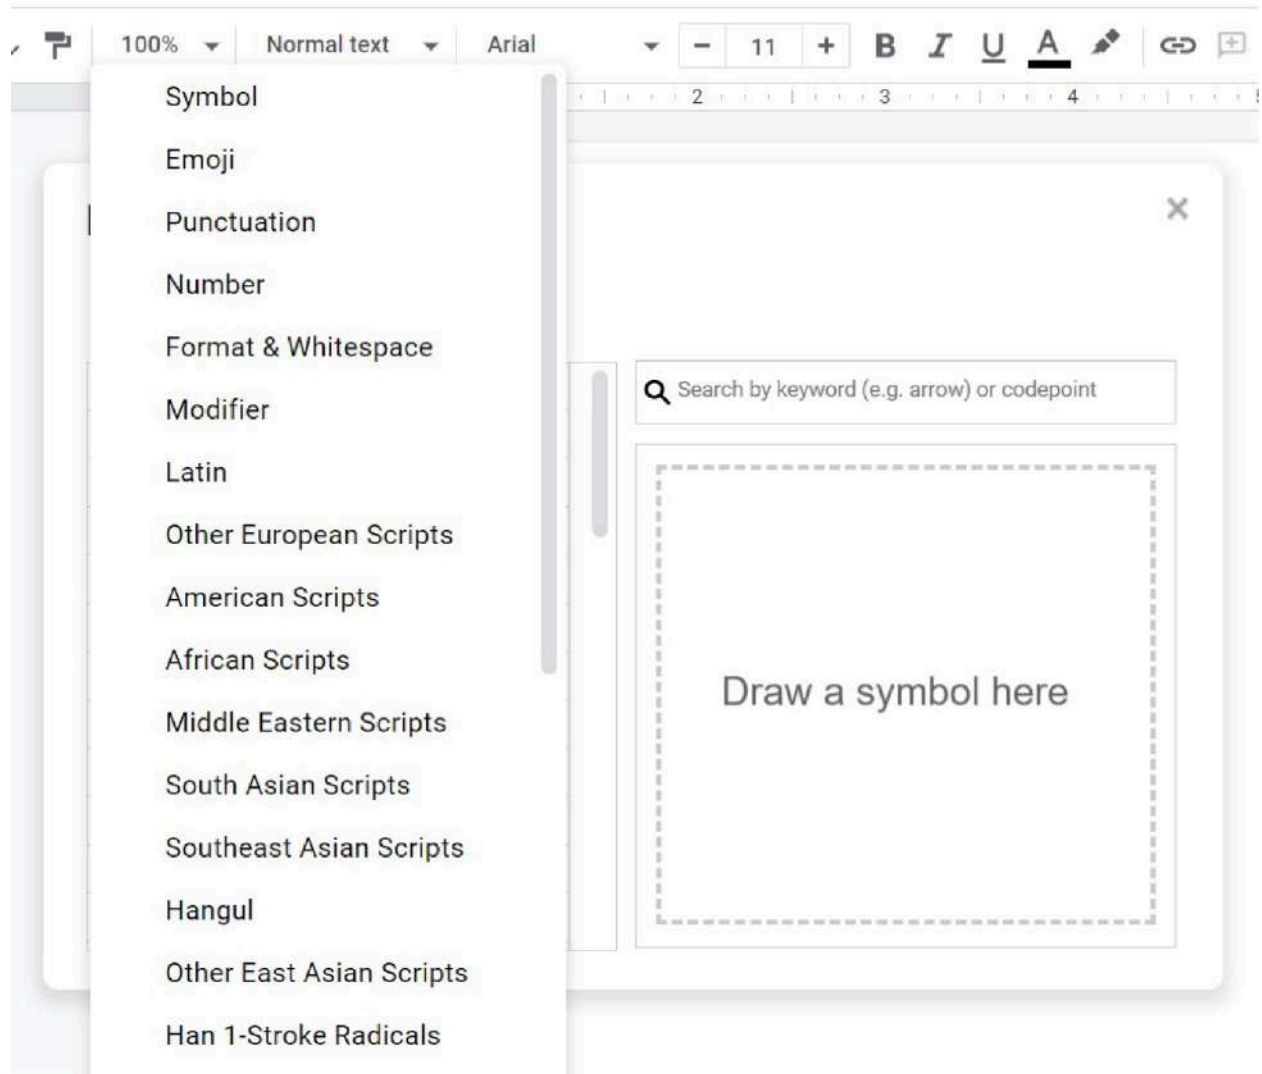 100% Normal text Arial - 11 + B I U A
2 3 4
Symbol
Emoji
Punctuation
Number
Format & Whitespace
Modifier
Latin
Other European Scripts
American Scripts
African Scripts
Middle Eastern Scripts
South Asian Scripts
Southeast Asian Scripts
Hangul
Other East Asian Scripts
Han 1-Stroke Radicals
Search by keyword (e.g. arrow) or codepoint
Draw a symbol here